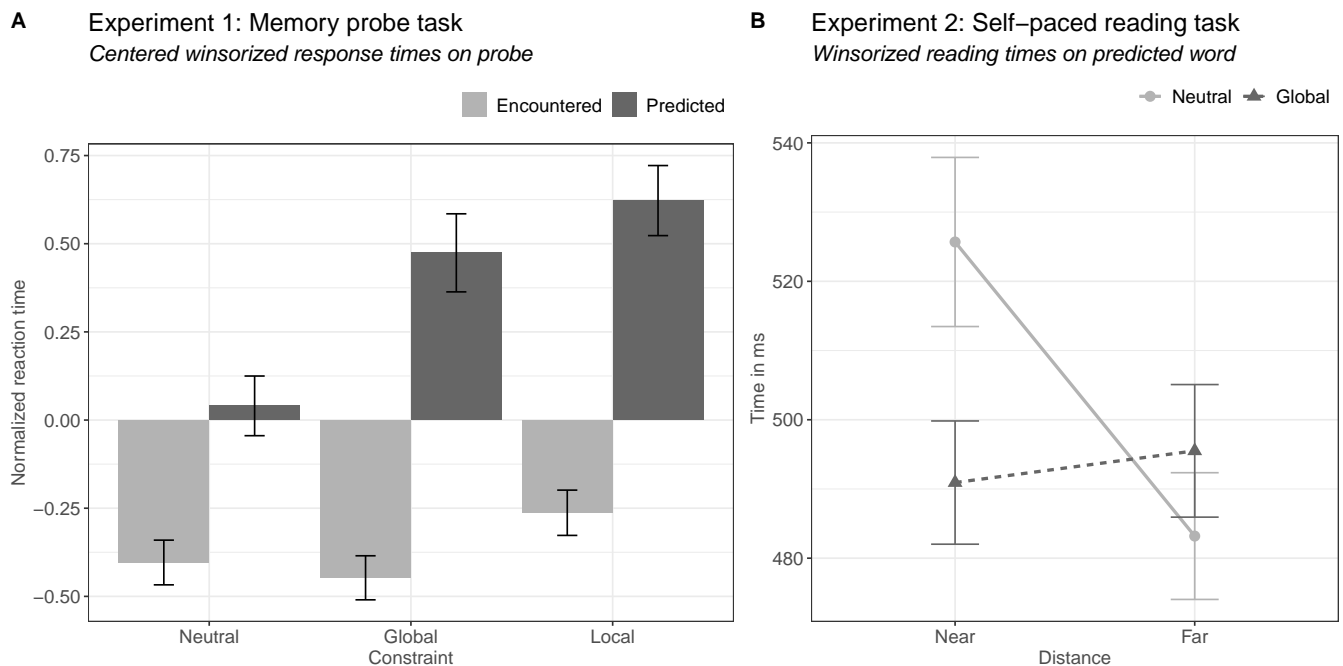 A
Experiment 1: Memory probe task
Centered winsorized response times on probe
Encountered
Predicted
Normalized reaction time
0.75
0.50
0.25
0.00
−0.25
−0.50
Neutral
Global
Local
Constraint
B
Experiment 2: Self−paced reading task
Winsorized reading times on predicted word
Neutral
Global
Time in ms
540
520
500
480
Near
Far
Distance